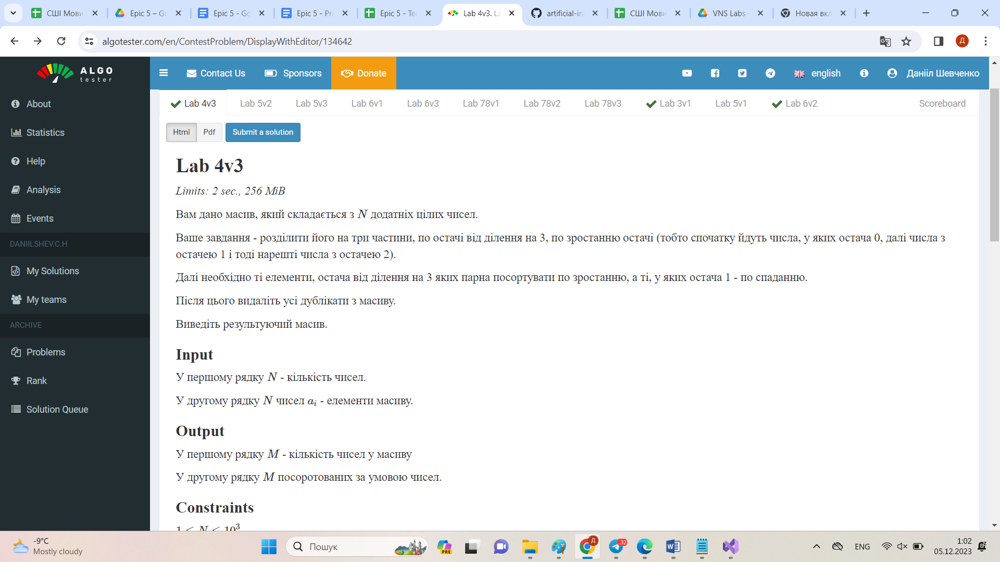 СШІ Мови
Epic 5 – Go
Epic 5 - Go
Epic 5 - Pra
Epic 5 - Tea
Lab 4v3. La
artificial-in
СШІ Мови
VNS Labs -
Новая вкл
algotester.com/en/ContestProblem/DisplayWithEditor/134642
Д
ALGO
tester
Contact Us
Sponsors
Donate
english
Данііл Шевченко
About
Statistics
Help
Analysis
Events
DANIILSHEV.C.H
My Solutions
My teams
ARCHIVE
Problems
Rank
Solution Queue
Lab 4v3
Lab 5v2
Lab 5v3
Lab 6v1
Lab 6v3
Lab 78v1
Lab 78v2
Lab 78v3
Lab 3v1
Lab 5v1
Lab 6v2
Scoreboard
Html
Pdf
Submit a solution
Lab 4v3
Limits: 2 sec., 256 MiB
Вам дано масив, який складається з N додатніх цілих чисел.
Ваше завдання - розділити його на три частини, по остачі від ділення на 3, по зростанню остачі (тобто спочатку йдуть числа, у яких остача 0, далі числа з
остачею 1 і тоді нарешті числа з остачею 2).
Далі необхідно ті елементи, остача від ділення на 3 яких парна посортувати по зростанню, а ті, у яких остача 1 - по спаданню.
Після цього видаліть усі дублікати з масиву.
Виведіть результуючий масив.
Input
У першому рядку N - кількість чисел.
У другому рядку N чисел aᵢ - елементи масиву.
Output
У першому рядку M - кількість чисел у масиву
У другому рядку M посоротованих за умовою чисел.
Constraints
1 ≤ N ≤ 10³
-9°C
Mostly cloudy
Пошук
PRE
Д
..32
ENG
1:02
05.12.2023